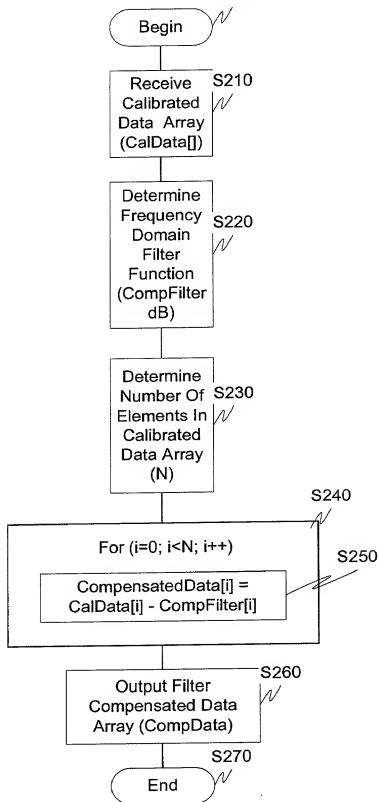 Begin
Receive
Calibrated
Data Array
(CalData[])
S210
Determine
Frequency
Domain
Filter
Function
(CompFilter
dB)
S220
Determine
Number Of
Elements In
Calibrated
Data Array
(N)
S230
S240
For (i=0; i<N; i++)
S250
CompensatedData[i] =
CalData[i] - CompFilter[i]
Output Filter
Compensated Data
Array (CompData)
S260
S270
End